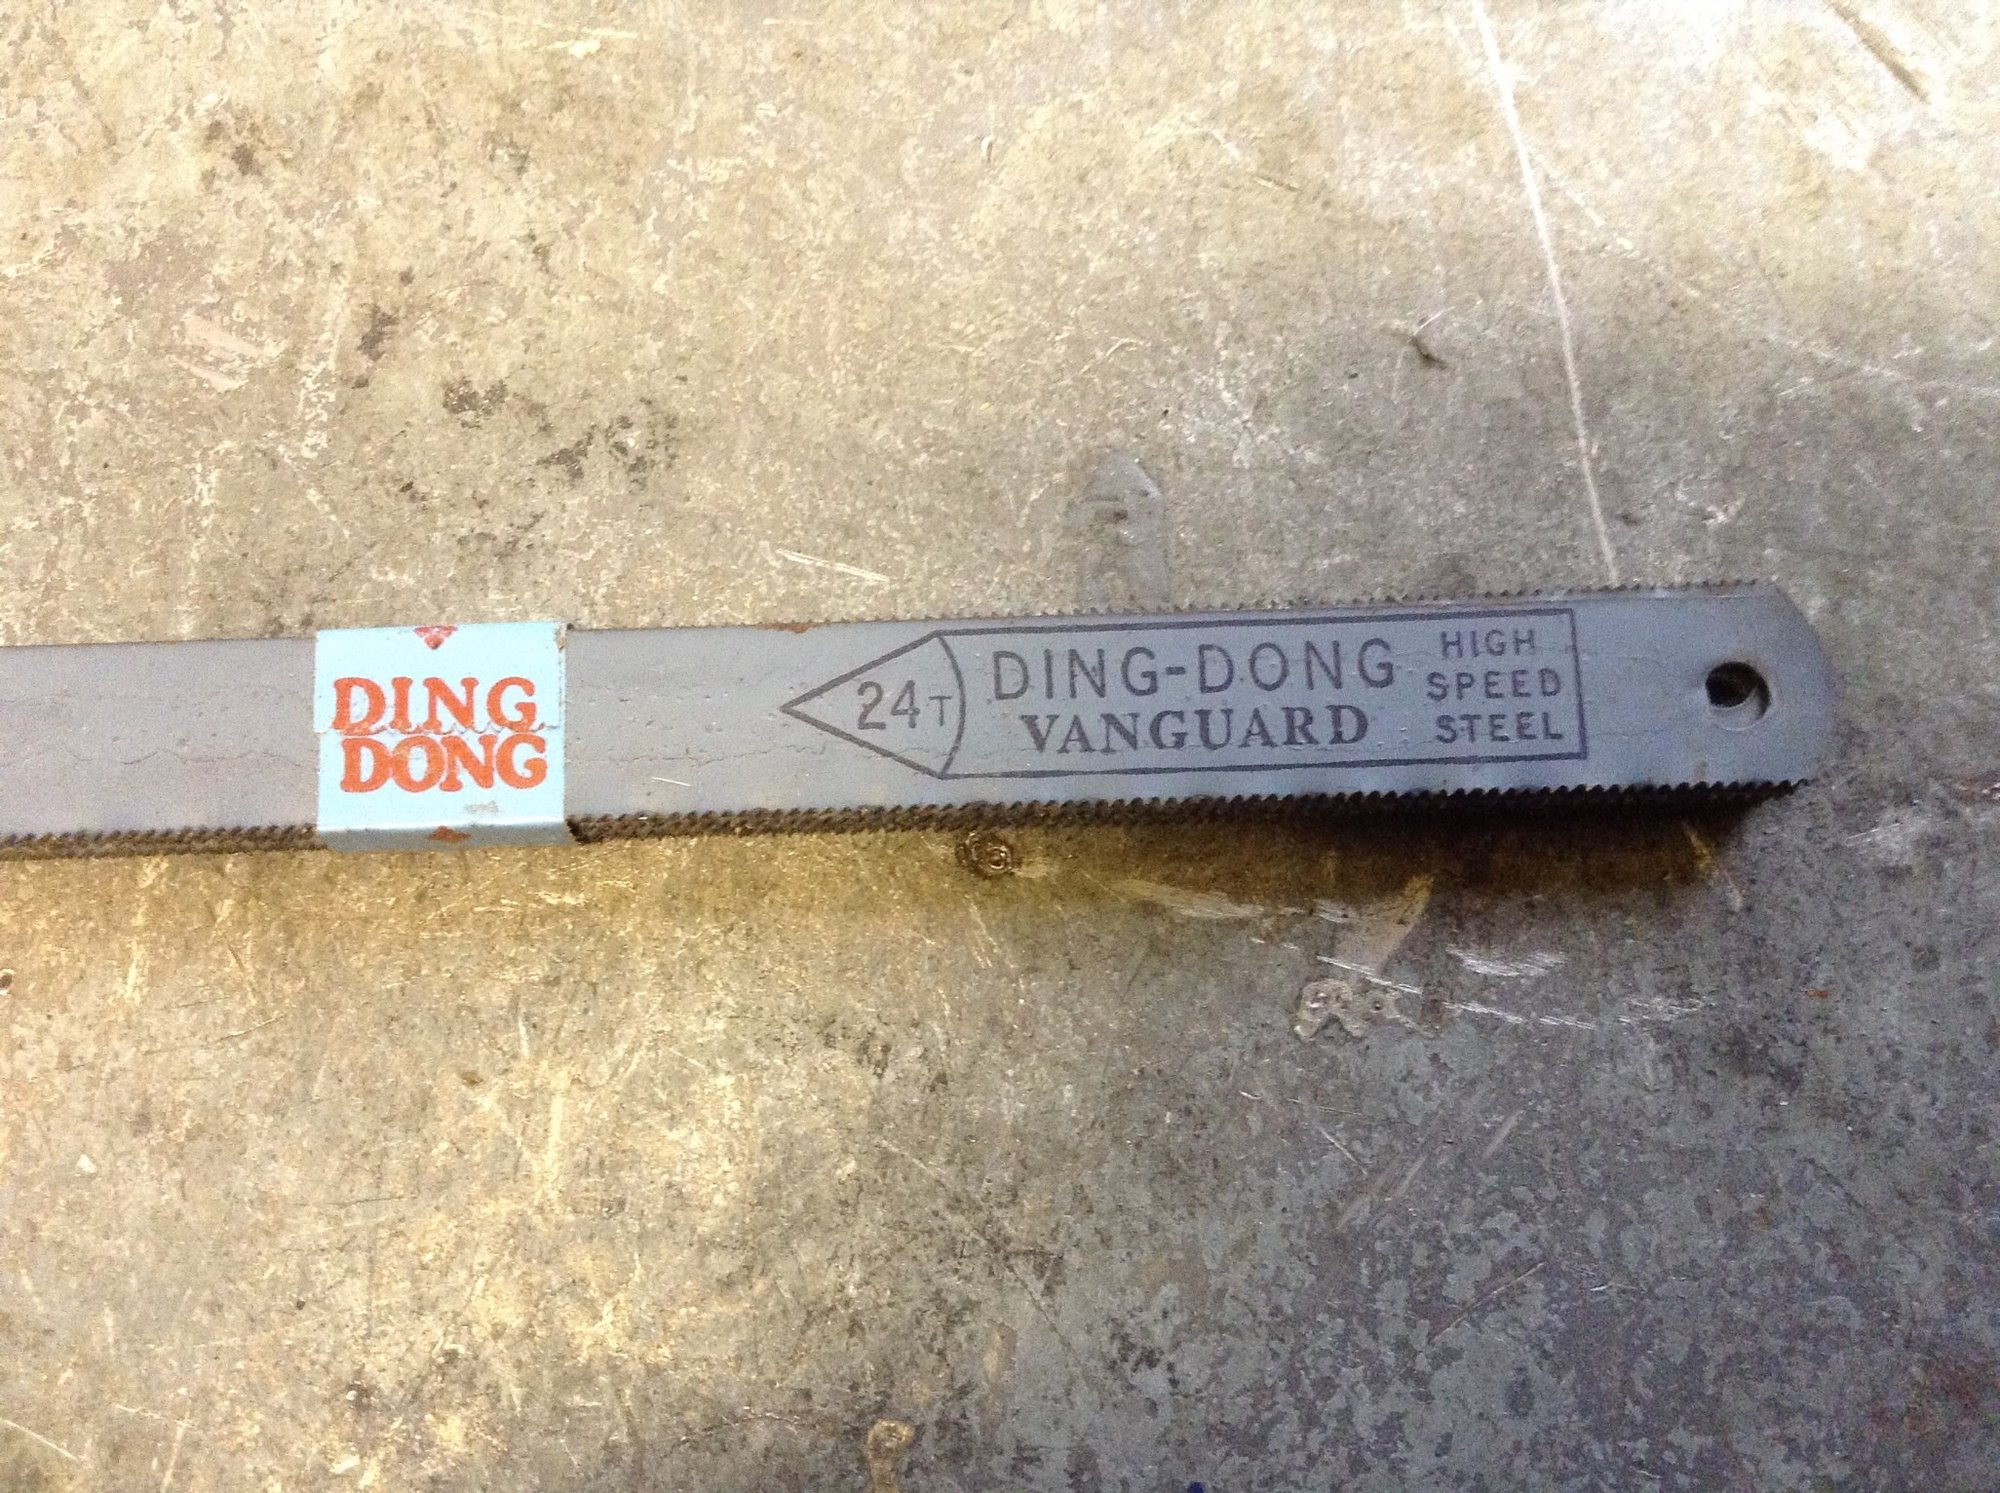 DING
DONG
24T
DING-DONG
VANGUARD
HIGH
SPEED
STEEL